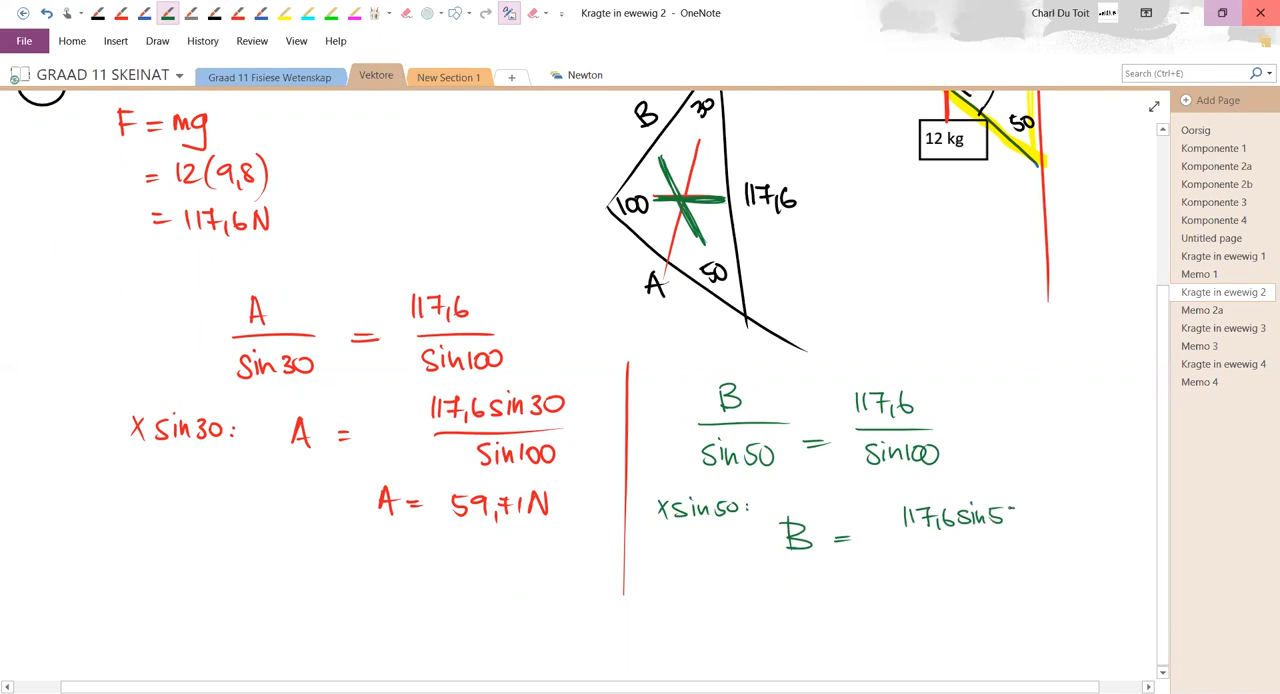 Kragte in ewewig 2 - OneNote
Charl Du Toit
File Home Insert Draw History Review View Help
GRAAD 11 SKEINAT
Graad 11 Fisiese Wetenskap
Vektore
New Section 1
+
Newton
Search (Ctrl+E)
Add Page
Oorsig
Komponente 1
Komponente 2a
Komponente 2b
Komponente 3
Komponente 4
Untitled page
Kragte in ewewig 1
Memo 1
Kragte in ewewig 2
Memo 2a
Kragte in ewewig 3
Memo 3
Kragte in ewewig 4
Memo 4
F = mg
= 12(9,8)
= 117,6N
B
30
100
117,6
50
A
50
12 kg
A / sin30 = 117,6 / sin100
x sin30: A = 117,6 sin30 / sin100
A = 59,71N
B / sin50 = 117,6 / sin100
x sin50:
B = 117,6 sin5